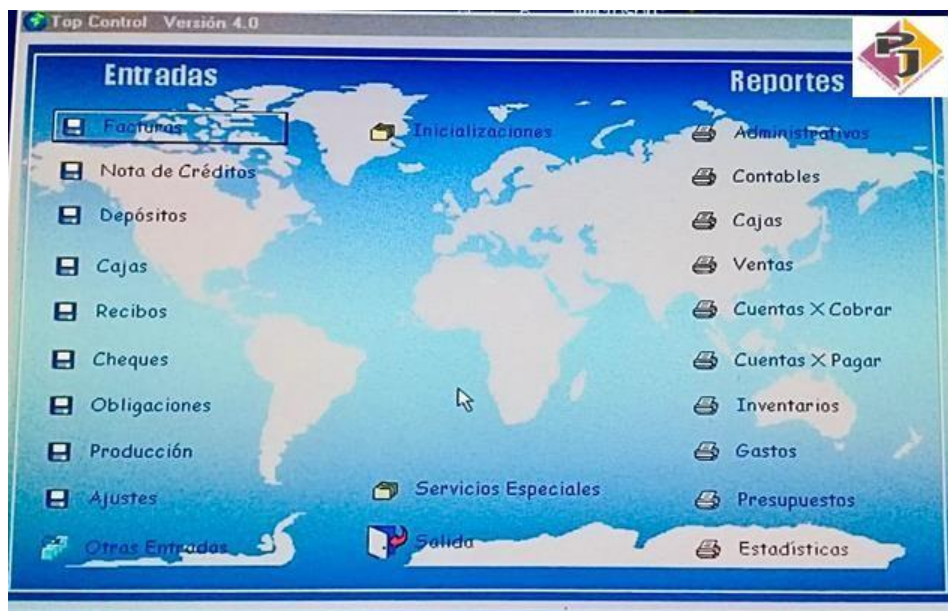 Top Control Versión 4.0
PJ
Entradas
Facturas
Nota de Créditos
Depósitos
Cajas
Recibos
Cheques
Obligaciones
Producción
Ajustes
Otras Entradas
Inicializaciones
Servicios Especiales
Salida
Reportes
Administrativos
Contables
Cajas
Ventas
Cuentas X Cobrar
Cuentas X Pagar
Inventarios
Gastos
Presupuestos
Estadísticas